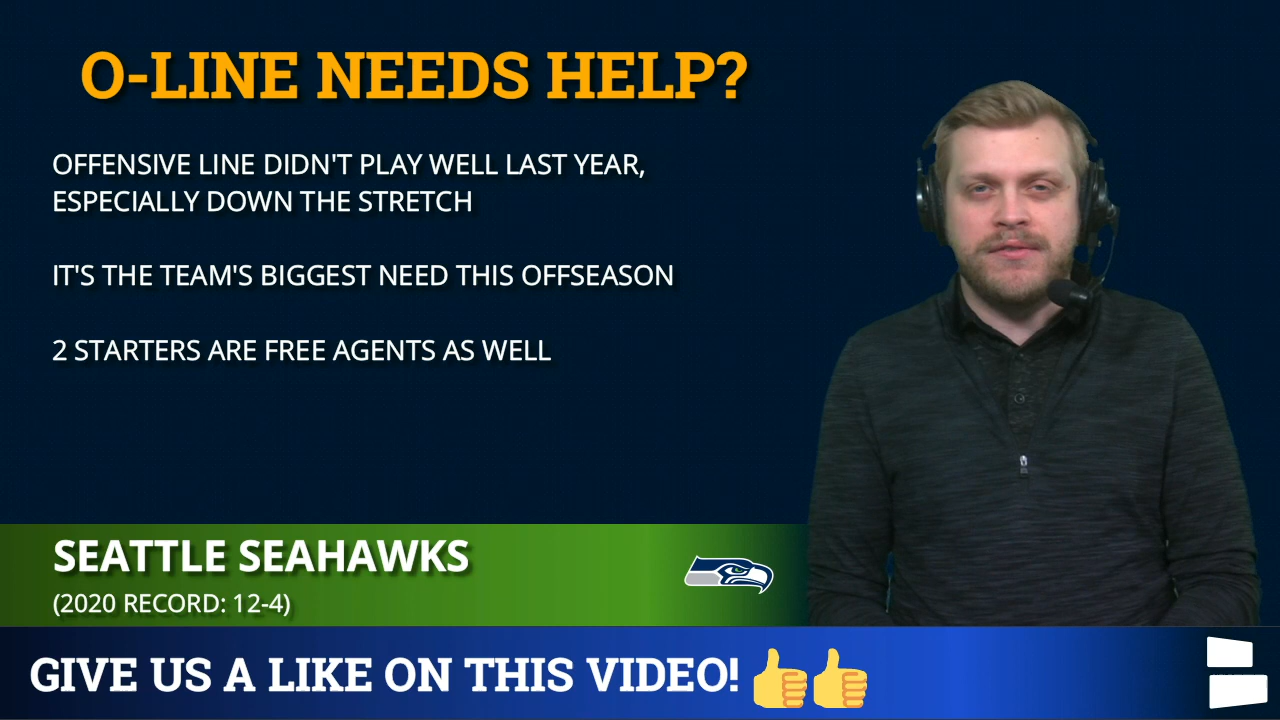 O-LINE NEEDS HELP?
OFFENSIVE LINE DIDN'T PLAY WELL LAST YEAR,
ESPECIALLY DOWN THE STRETCH
IT'S THE TEAM'S BIGGEST NEED THIS OFFSEASON
2 STARTERS ARE FREE AGENTS AS WELL
SEATTLE SEAHAWKS
(2020 RECORD: 12-4)
GIVE US A LIKE ON THIS VIDEO!